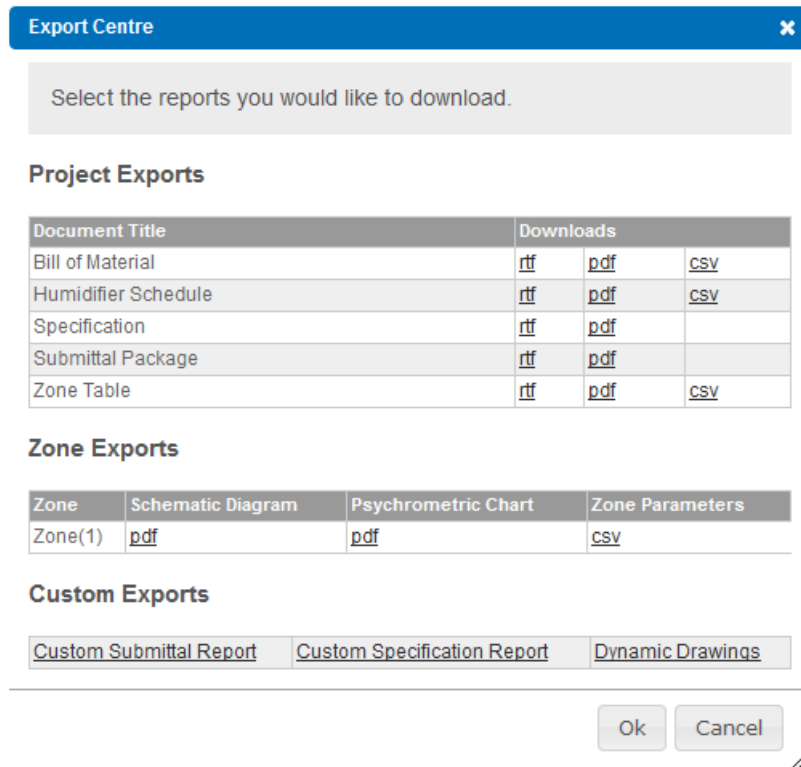 Export Centre
Select the reports you would like to download.
Project Exports
Document Title Downloads
Bill of Material rtf pdf csv
Humidifier Schedule rtf pdf csv
Specification rtf pdf
Submittal Package rtf pdf
Zone Table rtf pdf csv
Zone Exports
Zone Schematic Diagram Psychrometric Chart Zone Parameters
Zone(1) pdf pdf csv
Custom Exports
Custom Submittal Report Custom Specification Report Dynamic Drawings
Ok Cancel